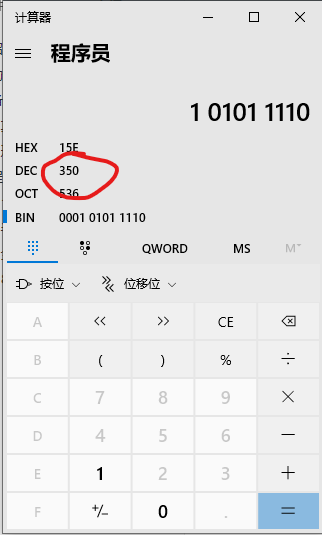 计算器
程序员
1 0101 1110
HEX 15E
DEC 350
OCT 536
BIN 0001 0101 1110
QWORD MS M
按位 位移位
A << >> CE
B ( ) % ÷
C 7 8 9 ×
D 4 5 6 −
E 1 2 3 +
F +/− 0 . =